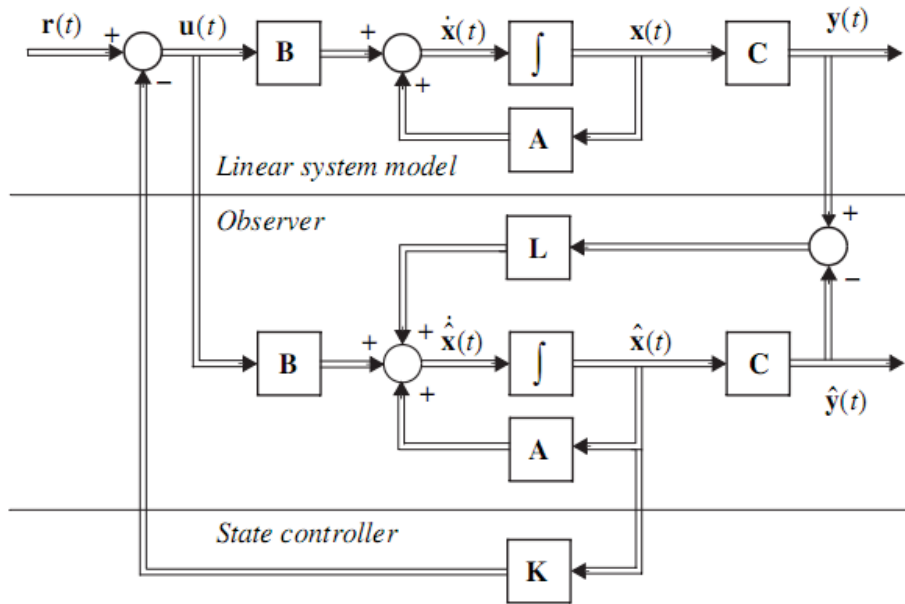 r(t) + − u(t) B + + ẋ(t) ∫ x(t) C y(t)
A
Linear system model
Observer
L + −
B + + + x̂̇(t) ∫ x̂(t) C ŷ(t)
A
State controller
K